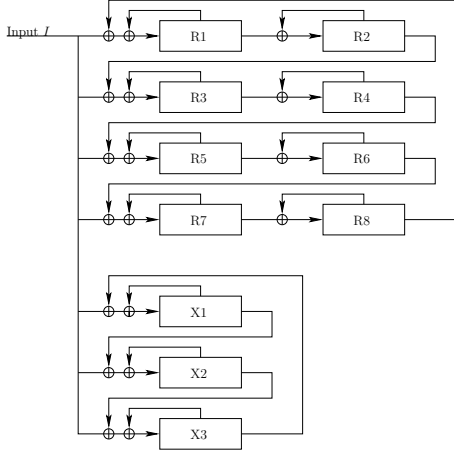 Input I
R1 R2
R3 R4
R5 R6
R7 R8
X1
X2
X3